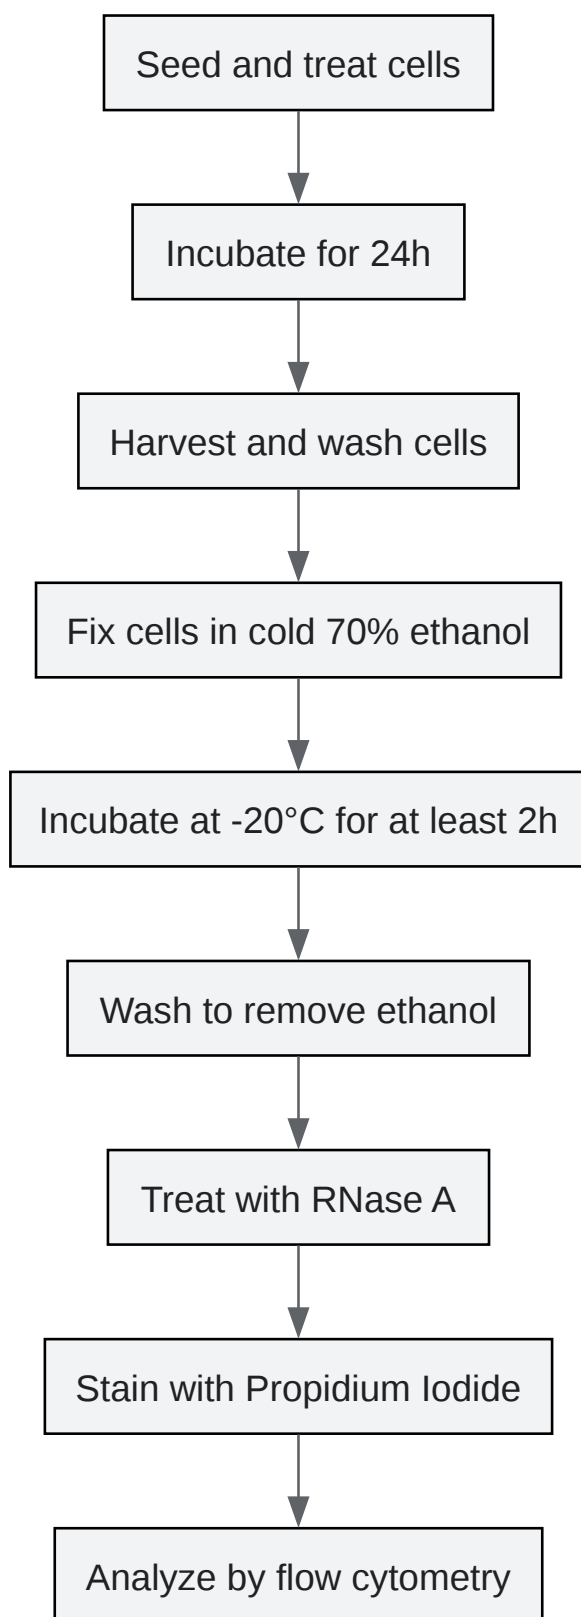 Seed and treat cells
Incubate for 24h
Harvest and wash cells
Fix cells in cold 70% ethanol
Incubate at -20°C for at least 2h
Wash to remove ethanol
Treat with RNase A
Stain with Propidium Iodide
Analyze by flow cytometry